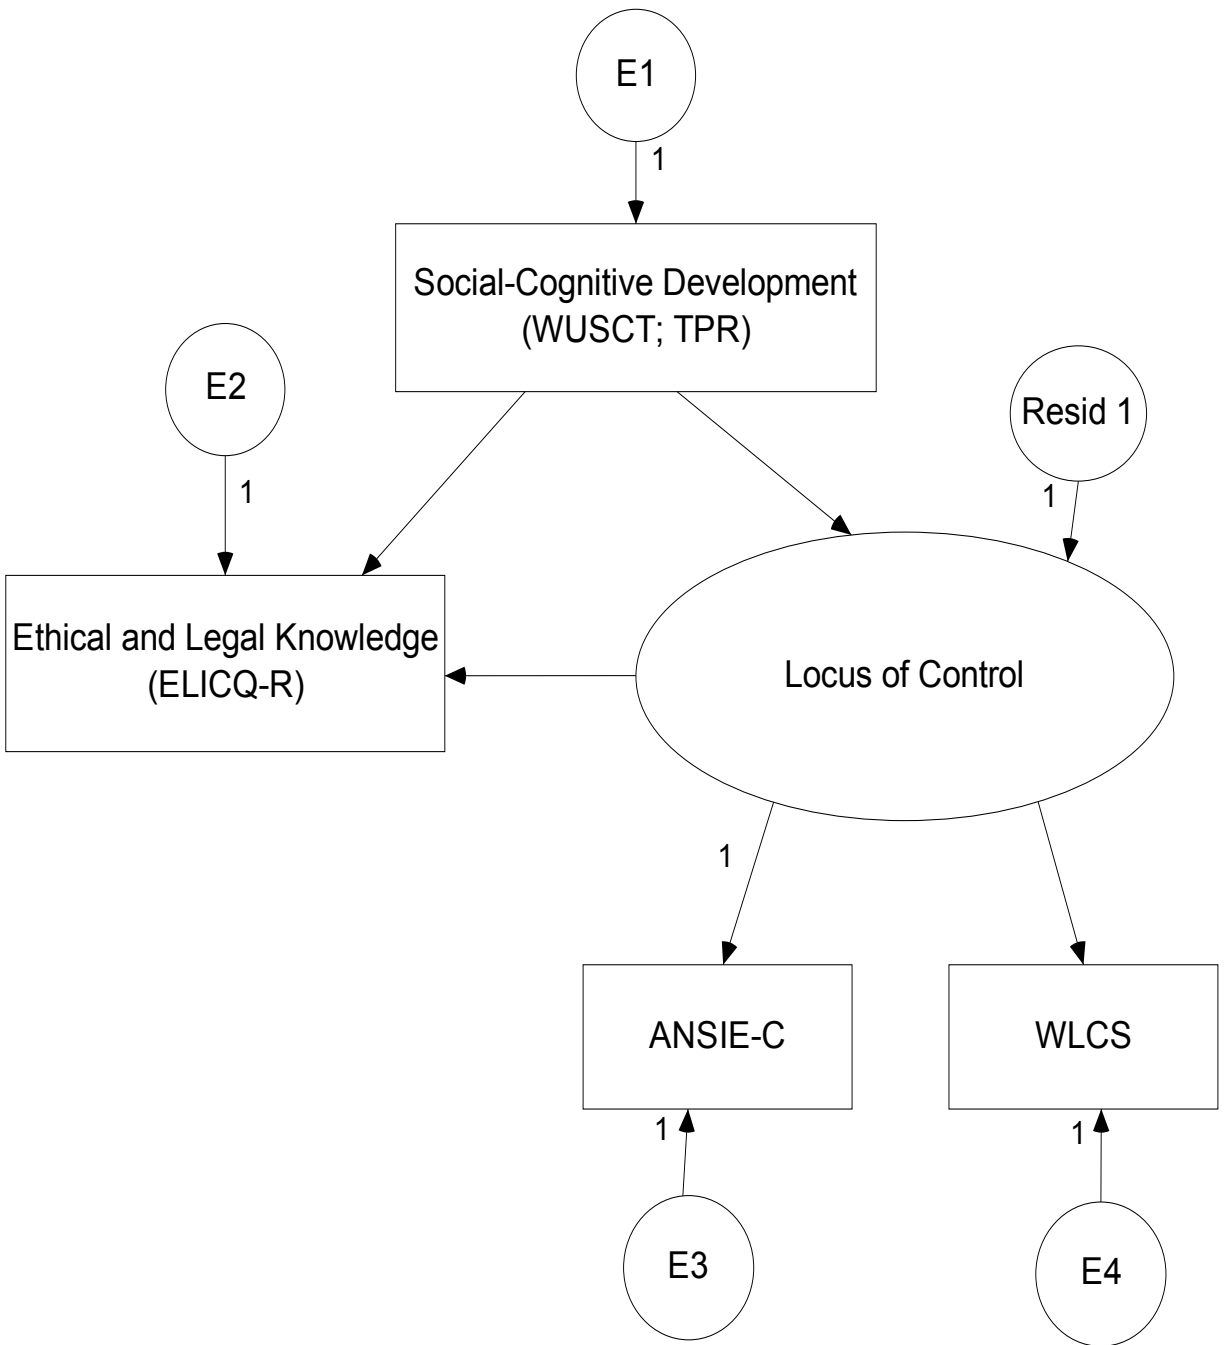 E1
1
Social-Cognitive Development
(WUSCT; TPR)
E2
1
Resid 1
1
Ethical and Legal Knowledge
(ELICQ-R)
Locus of Control
1
ANSIE-C
WLCS
1
1
E3
E4